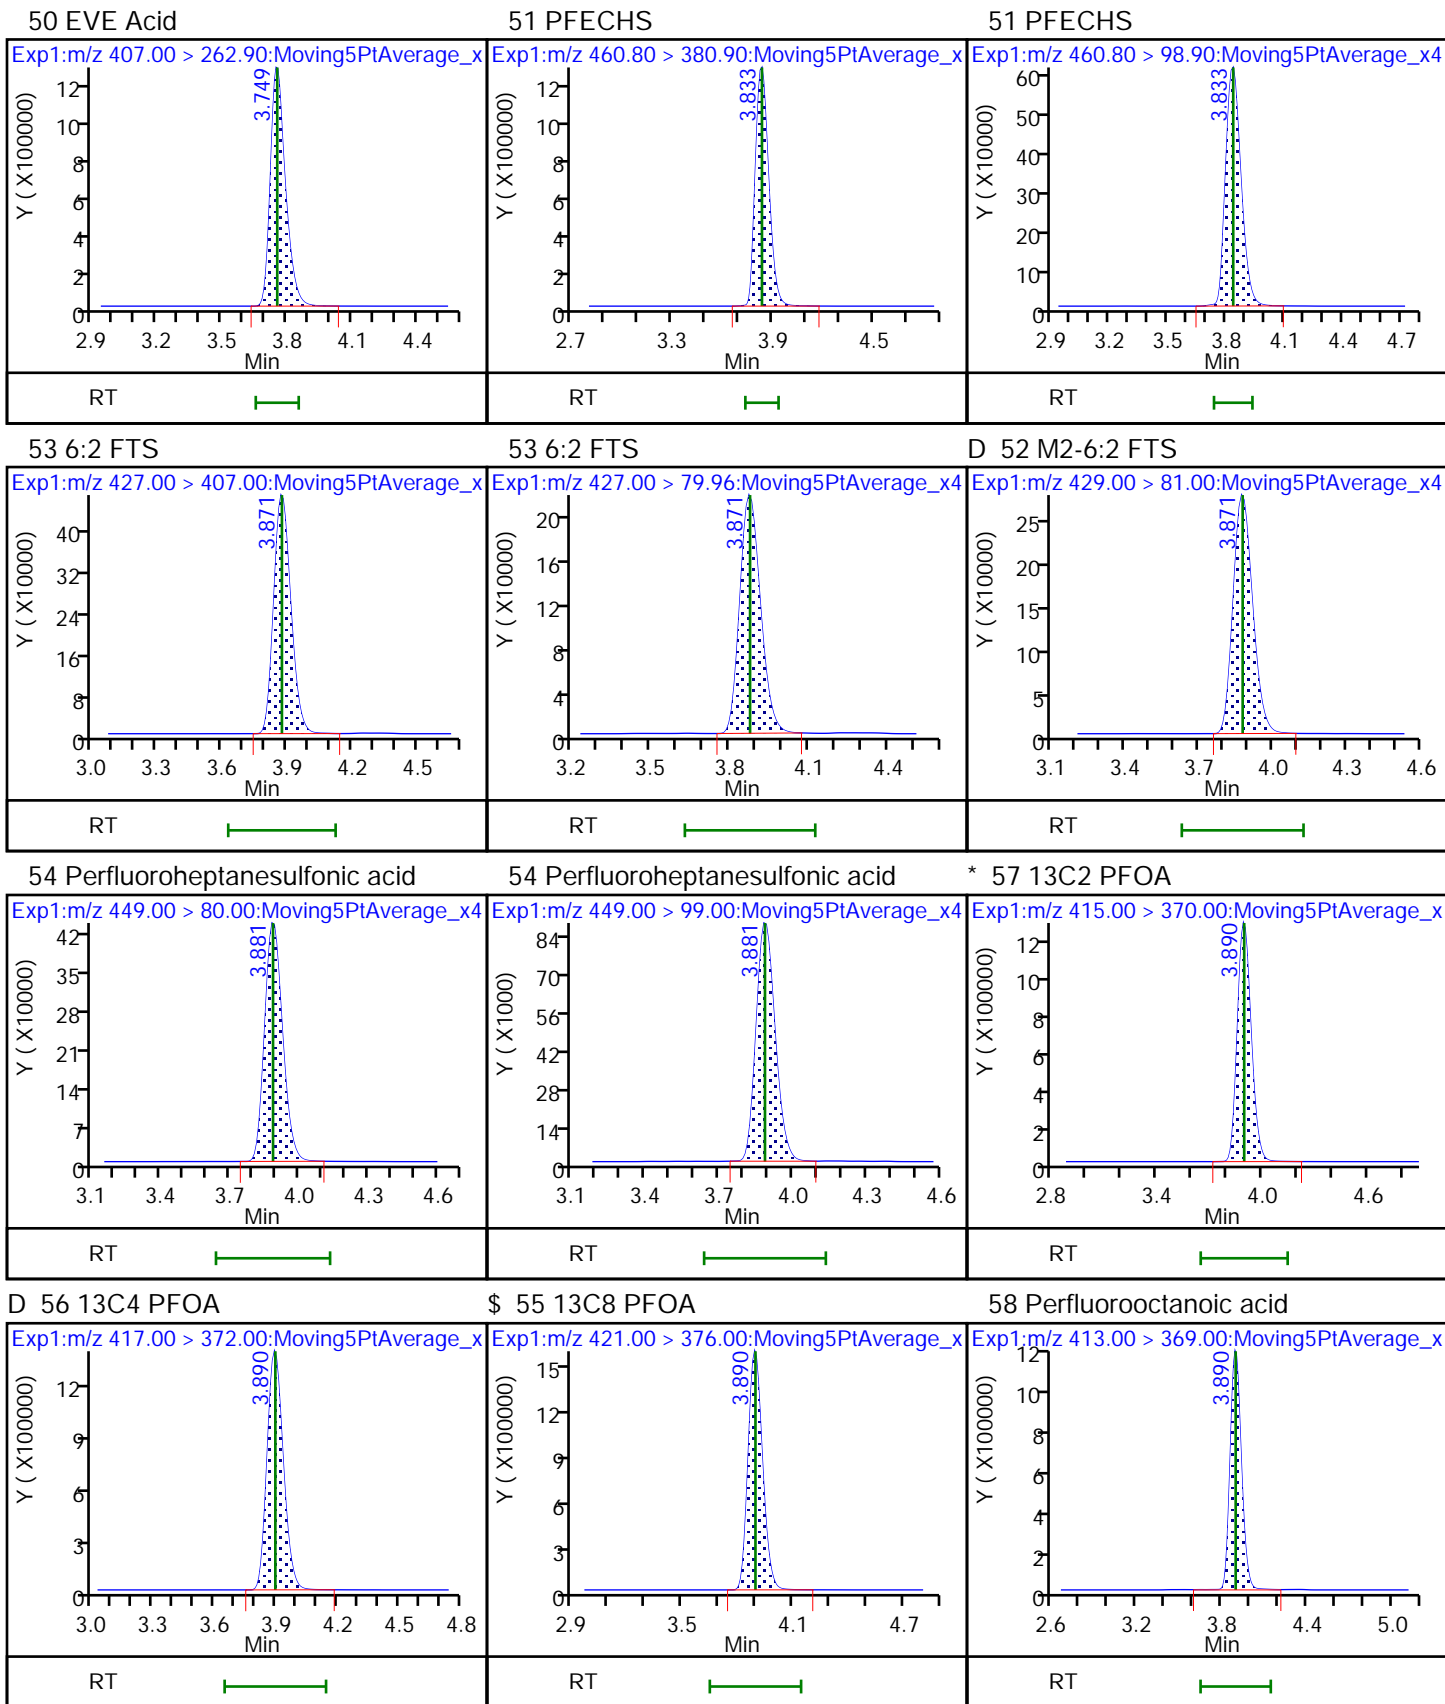 50 EVE Acid
Exp1:m/z 407.00 > 262.90:Moving5PtAverage_x
3.749
Y ( X100000)
12
10
8
6
4
2
0
2.9 3.2 3.5 3.8 4.1 4.4
Min
RT
51 PFECHS
Exp1:m/z 460.80 > 380.90:Moving5PtAverage_x
3.833
Y ( X100000)
12
10
8
6
4
2
0
2.7 3.3 3.9 4.5
Min
RT
51 PFECHS
Exp1:m/z 460.80 > 98.90:Moving5PtAverage_x4
3.833
Y ( X100000)
60
50
40
30
20
10
0
2.9 3.2 3.5 3.8 4.1 4.4 4.7
Min
RT
53 6:2 FTS
Exp1:m/z 427.00 > 407.00:Moving5PtAverage_x
3.871
Y ( X10000)
40
32
24
16
8
0
3.0 3.3 3.6 3.9 4.2 4.5
Min
RT
53 6:2 FTS
Exp1:m/z 427.00 > 79.96:Moving5PtAverage_x4
3.871
Y ( X10000)
20
16
12
8
4
0
3.2 3.5 3.8 4.1 4.4
Min
RT
D 52 M2-6:2 FTS
Exp1:m/z 429.00 > 81.00:Moving5PtAverage_x4
3.871
Y ( X10000)
25
20
15
10
5
0
3.1 3.4 3.7 4.0 4.3 4.6
Min
RT
54 Perfluoroheptanesulfonic acid
Exp1:m/z 449.00 > 80.00:Moving5PtAverage_x4
3.881
Y ( X10000)
42
35
28
21
14
7
0
3.1 3.4 3.7 4.0 4.3 4.6
Min
RT
54 Perfluoroheptanesulfonic acid
Exp1:m/z 449.00 > 99.00:Moving5PtAverage_x4
3.881
Y ( X1000)
84
70
56
42
28
14
0
3.1 3.4 3.7 4.0 4.3 4.6
Min
RT
* 57 13C2 PFOA
Exp1:m/z 415.00 > 370.00:Moving5PtAverage_x
3.890
Y ( X100000)
12
10
8
6
4
2
0
2.8 3.4 4.0 4.6
Min
RT
D 56 13C4 PFOA
Exp1:m/z 417.00 > 372.00:Moving5PtAverage_x
3.890
Y ( X100000)
12
9
6
3
0
3.0 3.3 3.6 3.9 4.2 4.5 4.8
Min
RT
$ 55 13C8 PFOA
Exp1:m/z 421.00 > 376.00:Moving5PtAverage_x
3.890
Y ( X100000)
15
12
9
6
3
0
2.9 3.5 4.1 4.7
Min
RT
58 Perfluorooctanoic acid
Exp1:m/z 413.00 > 369.00:Moving5PtAverage_x
3.890
Y ( X100000)
12
10
8
6
4
2
0
2.6 3.2 3.8 4.4 5.0
Min
RT